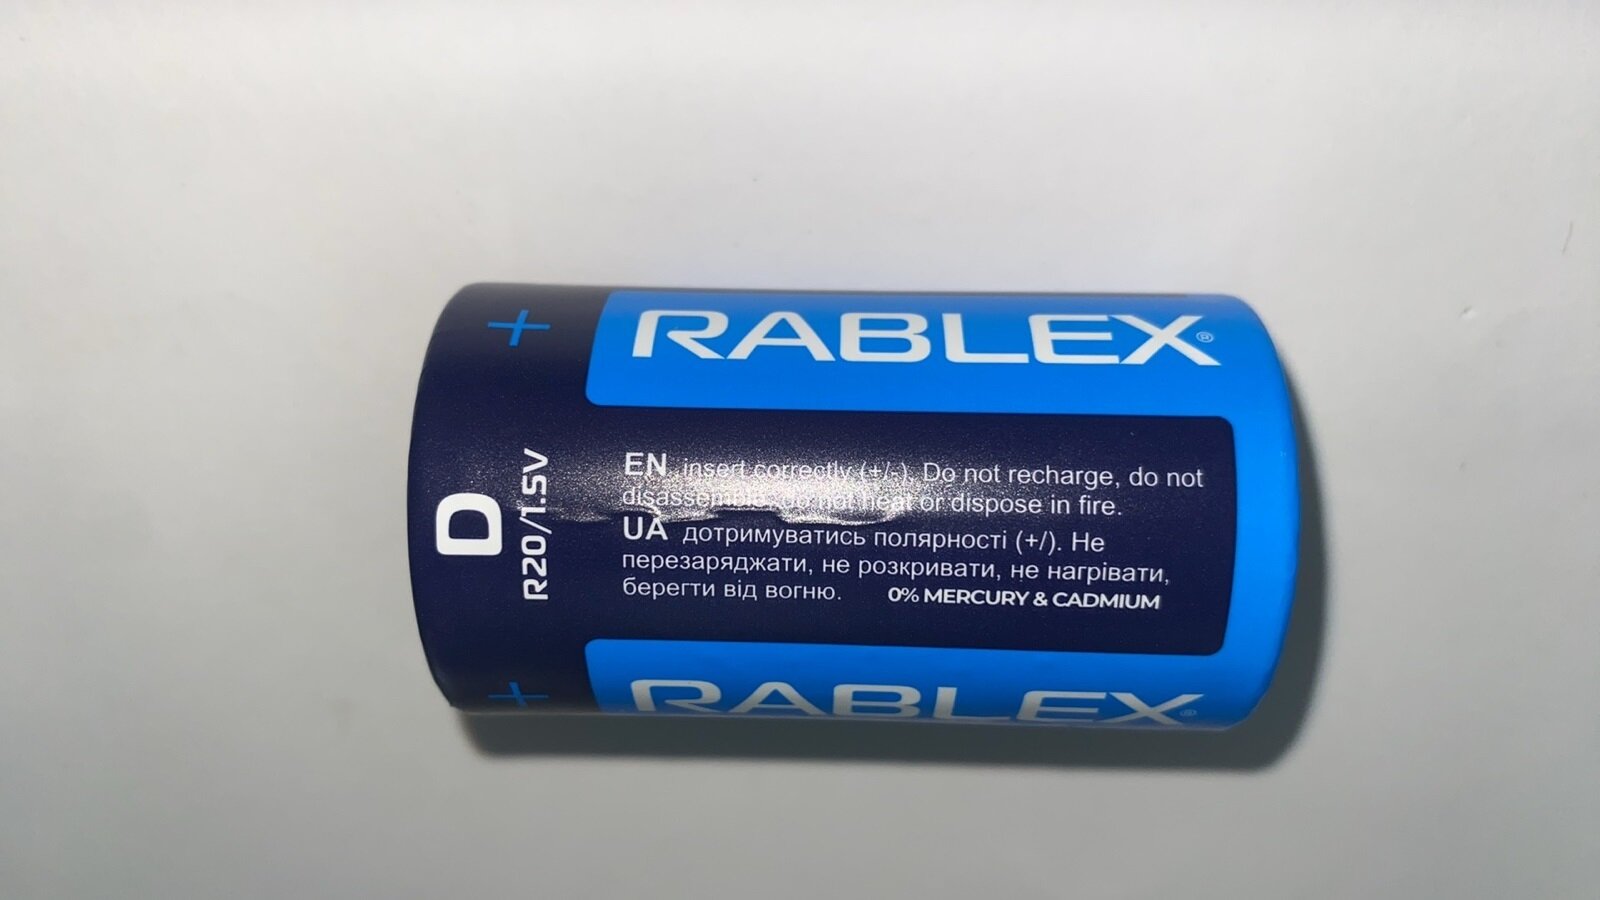 +
RABLEX®
D
R20/1.5V
EN insert correctly (+/-). Do not recharge, do not
disassemble, do not heat or dispose in fire.
UA дотримуватись полярності (+/). Не
перезаряджати, не розкривати, не нагрівати,
берегти від вогню.
0% MERCURY & CADMIUM
+
RABLEX®